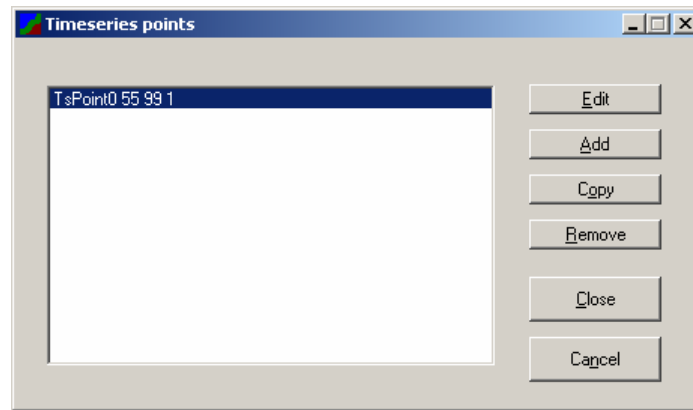 Timeseries points
TsPoint0 55 99 1
Edit
Add
Copy
Remove
Close
Cancel